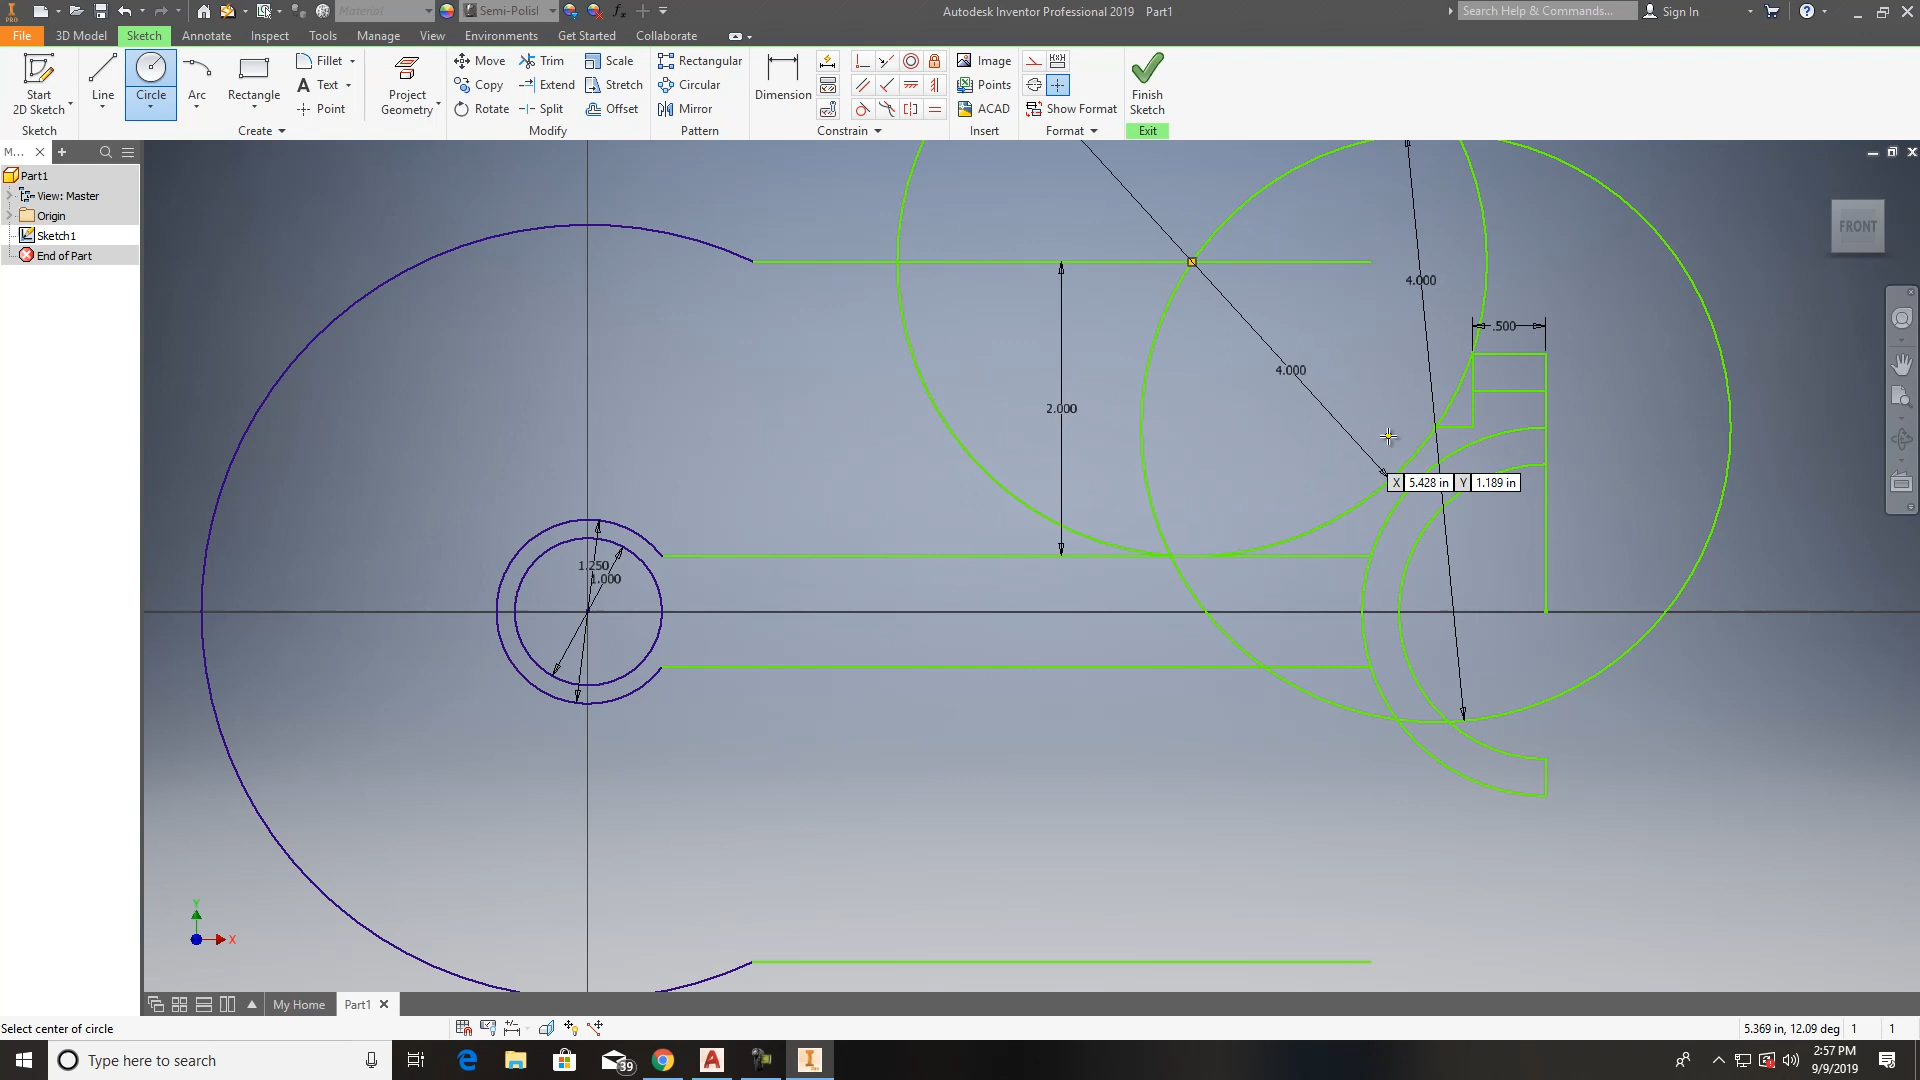 Material
Semi-Polisl
Autodesk Inventor Professional 2019 Part1
Search Help & Commands...
Sign In
PRO
File 3D Model Sketch Annotate Inspect Tools Manage View Environments Get Started Collaborate
Start
2D Sketch
Line
Circle
Arc
Rectangle
Fillet
Text
Point
Project
Geometry
Move
Copy
Rotate
Trim
Extend
Split
Scale
Stretch
Offset
Rectangular
Circular
Mirror
Dimension
Image
Points
ACAD
Show Format
Finish
Sketch
Sketch
Create
Modify
Pattern
Constrain
Insert
Format
Exit
M...
Part1
View: Master
Origin
Sketch1
End of Part
FRONT
4.000
.500
4.000
2.000
X 5.428 in Y 1.189 in
1.250
1.000
Y
X
My Home
Part1
Select center of circle
5.369 in, 12.09 deg 1 1
Type here to search
39
2:57 PM
9/9/2019